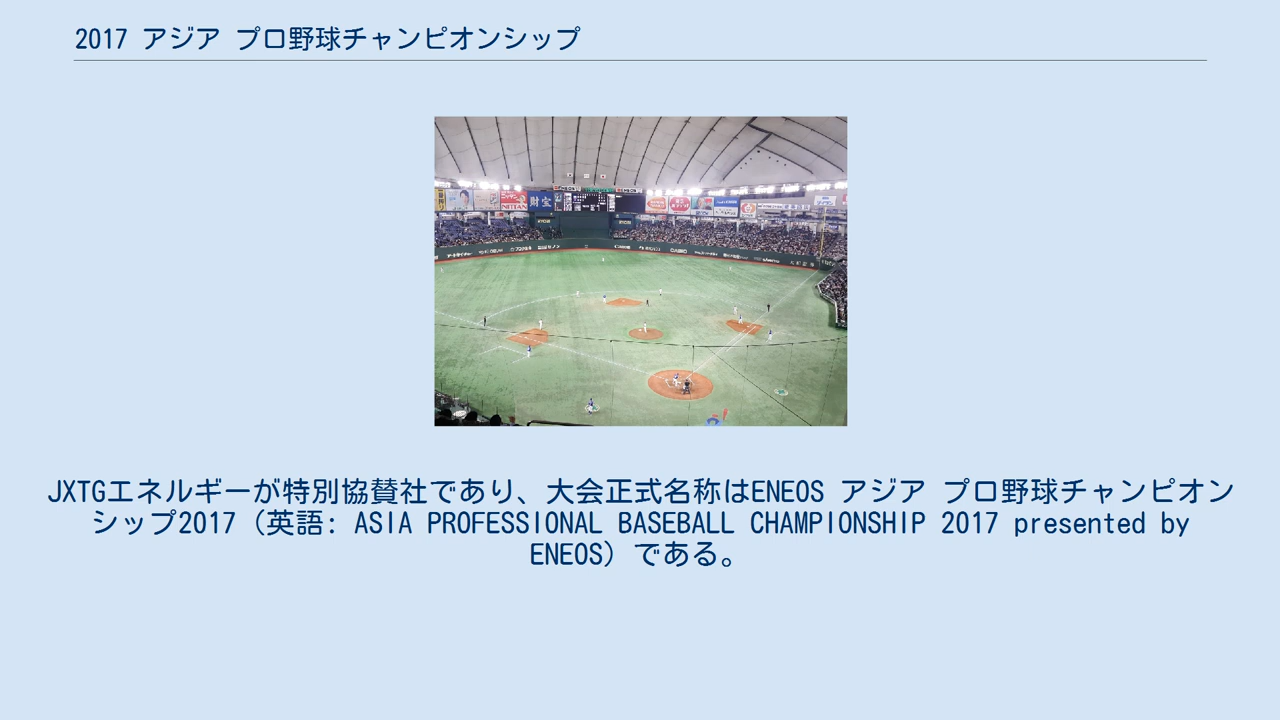 2017 アジア プロ野球チャンピオンシップ
財宝
NITTAN
JXTGエネルギーが特別協賛社であり、大会正式名称はENEOS アジア プロ野球チャンピオン
シップ2017（英語: ASIA PROFESSIONAL BASEBALL CHAMPIONSHIP 2017 presented by
ENEOS）である。